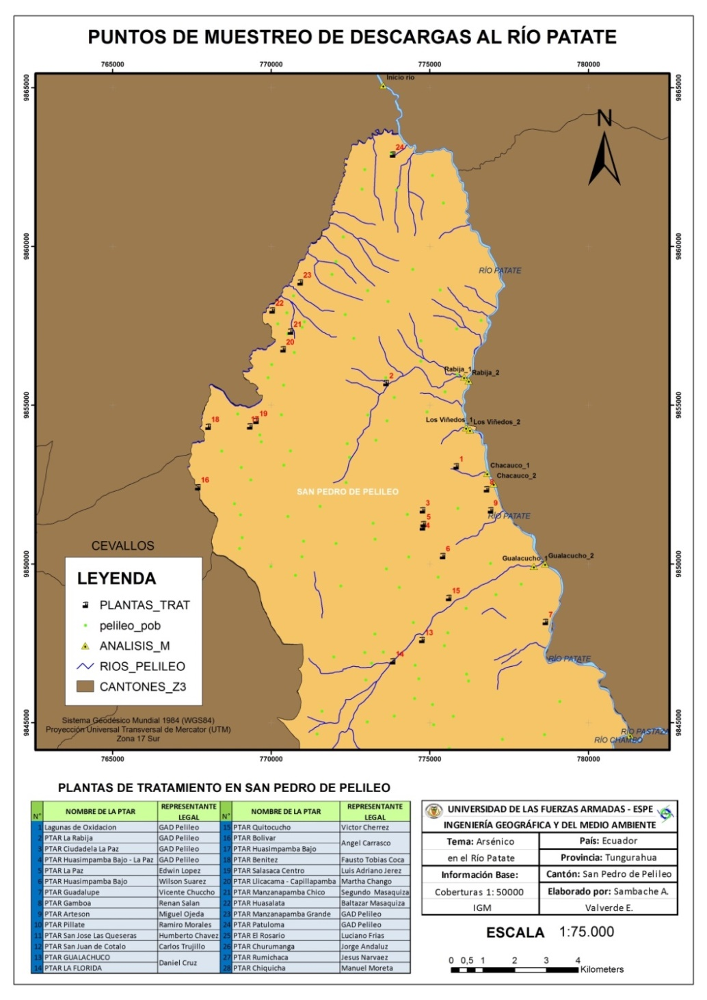 PUNTOS DE MUESTREO DE DESCARGAS AL RÍO PATATE
765000 770000 775000 780000
9865000 9865000
9860000 9860000
9855000 9855000
9850000 9850000
9845000 9845000
Inicio río
N
24
RÍO PATATE
23
22
21
20
2
Rabija_1
Rabija_2
19
17
18
Los Viñedos_1
Los Viñedos_2
1
Chacauco_1
Chacauco_2
16
8
SAN PEDRO DE PELILEO
3
9
RÍO PATATE
5
4
6
Gualacucho_1
Gualacucho_2
15
7
13
14
RÍO PATATE
RÍO PASTAZA
RÍO CHAMBO
CEVALLOS
LEYENDA
PLANTAS_TRAT
pelileo_pob
ANALISIS_M
RIOS_PELILEO
CANTONES_Z3
Sistema Geodésico Mundial 1984 (WGS84)
Proyección Universal Transversal de Mercator (UTM)
Zona 17 Sur
765000 770000 775000 780000
PLANTAS DE TRATAMIENTO EN SAN PEDRO DE PELILEO
N° NOMBRE DE LA PTAR REPRESENTANTE LEGAL N° NOMBRE DE LA PTAR REPRESENTANTE LEGAL
1 Lagunas de Oxidacion GAD Pelileo 15 PTAR Quitocucho Victor Cherrez
2 PTAR La Rabija GAD Pelileo 16 PTAR Bolivar Angel Carrasco
3 PTAR Ciudadela La Paz GAD Pelileo 17 PTAR Huasimpamba Bajo
4 PTAR Huasimpamba Bajo - La Paz GAD Pelileo 18 PTAR Benitez Fausto Tobias Coca
5 PTAR La Paz Edwin Lopez 19 PTAR Salasaca Centro Luis Adriano Jerez
6 PTAR Huasimpamba Bajo Wilson Suarez 20 PTAR Llicacama - Capillapamba Martha Chango
7 PTAR Guadalupe Vicente Chuccho 21 PTAR Manzanapamba Chico Segundo Masaquiza
8 PTAR Gamboa Renan Salan 22 PTAR Huasalata Baltazar Masaquiza
9 PTAR Arteson Miguel Ojeda 23 PTAR Manzanapamba Grande GAD Pelileo
10 PTAR Pillate Ramiro Morales 24 PTAR Patuloma GAD Pelileo
11 PTAR San Jose Las Queseras Humberto Chavez 25 PTAR El Rosario Luciano Frias
12 PTAR San Juan de Cotalo Carlos Trujillo 26 PTAR Churumanga Jorge Andaluz
13 PTAR GUALACHUCO Daniel Cruz 27 PTAR Rumichaca Jesus Narvaez
14 PTAR LA FLORIDA 28 PTAR Chiquicha Manuel Moreta
UNIVERSIDAD DE LAS FUERZAS ARMADAS - ESPE
INGENIERÍA GEOGRÁFICA Y DEL MEDIO AMBIENTE
Tema: Arsénico País: Ecuador
en el Río Patate Provincia: Tungurahua
Información Base: Cantón: San Pedro de Pelileo
Coberturas 1: 50000 Elaborado por: Sambache A.
IGM Valverde E.
ESCALA 1:75.000
0 0,5 1 2 3 4
Kilometers